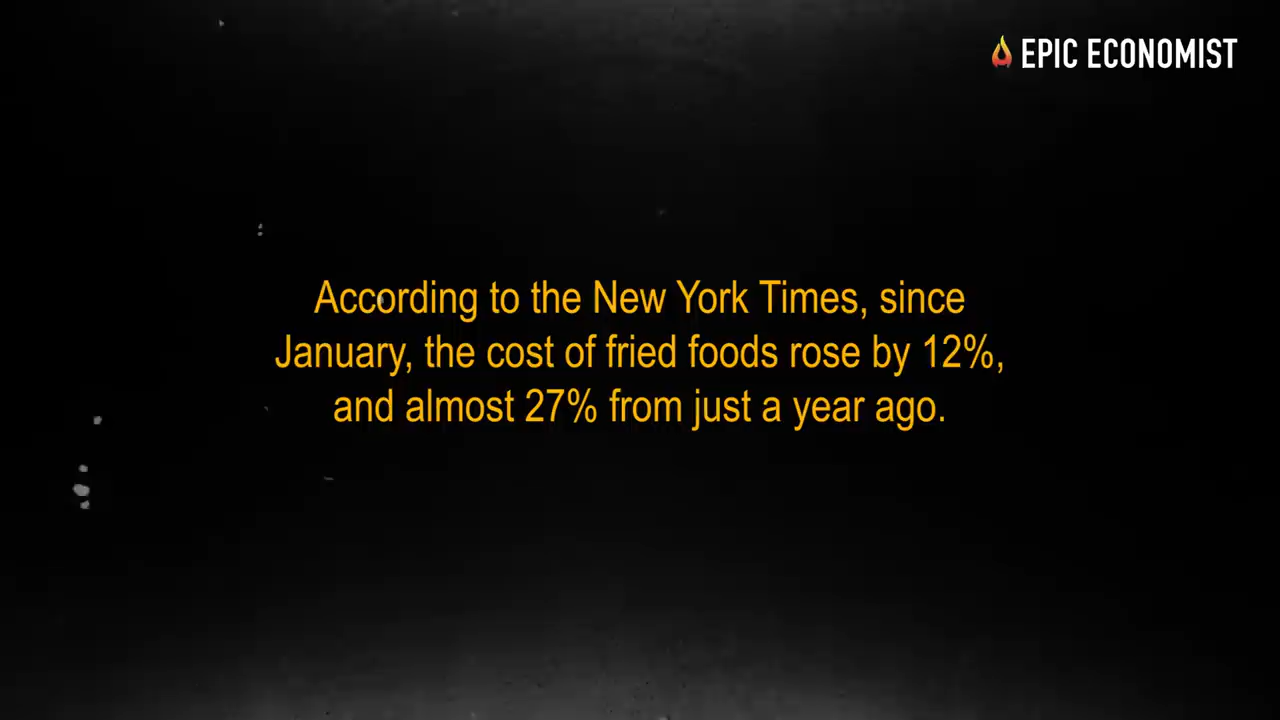 EPIC ECONOMIST
According to the New York Times, since
January, the cost of fried foods rose by 12%,
and almost 27% from just a year ago.